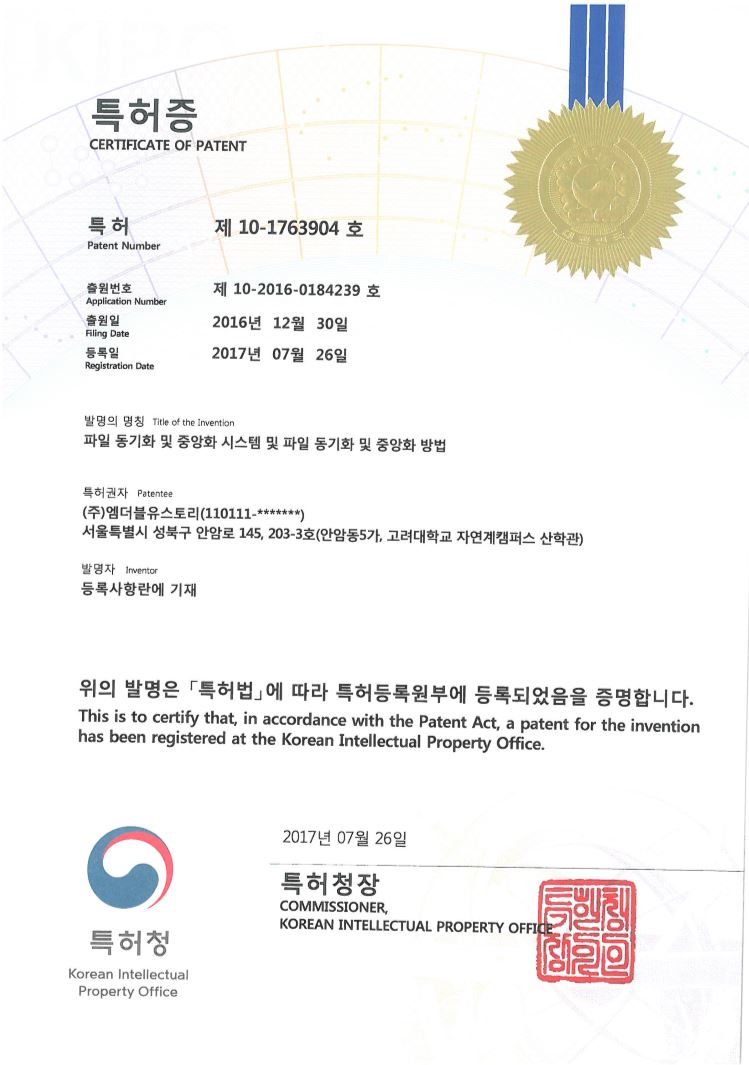 특허증
CERTIFICATE OF PATENT
특 허
Patent Number
제 10-1763904 호
출원번호
Application Number
제 10-2016-0184239 호
출원일
Filing Date
2016년 12월 30일
등록일
Registration Date
2017년 07월 26일
발명의 명칭 Title of the Invention
파일 동기화 및 중앙화 시스템 및 파일 동기화 및 중앙화 방법
특허권자 Patentee
(주)엠더블유스토리(110111-*******)
서울특별시 성북구 안암로 145, 203-3호(안암동5가, 고려대학교 자연계캠퍼스 산학관)
발명자 Inventor
등록사항란에 기재
위의 발명은 「특허법」에 따라 특허등록원부에 등록되었음을 증명합니다.
This is to certify that, in accordance with the Patent Act, a patent for the invention
has been registered at the Korean Intellectual Property Office.
2017년 07월 26일
특허청장
COMMISSIONER,
KOREAN INTELLECTUAL PROPERTY OFFICE
특허청
Korean Intellectual
Property Office